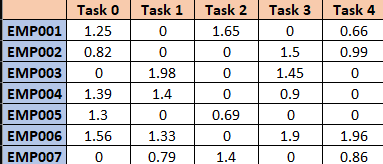 Task 0 Task 1 Task 2 Task 3 Task 4
EMP001 1.25 0 1.65 0 0.66
EMP002 0.82 0 0 1.5 0.99
EMP003 0 1.98 0 1.45 0
EMP004 1.39 1.4 0 0.9 0
EMP005 1.3 0 0.69 0 0
EMP006 1.56 1.33 0 1.9 1.96
EMP007 0 0.79 1.4 0 0.86